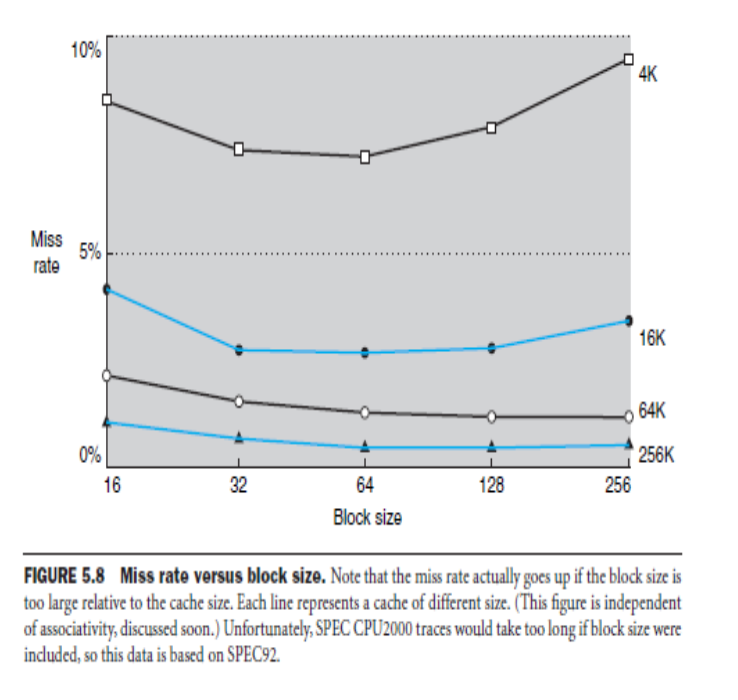 10%
4K
Miss
rate
5%
16K
64K
0%
256K
16 32 64 128 256
Block size
FIGURE 5.8 Miss rate versus block size. Note that the miss rate actually goes up if the block size is
too large relative to the cache size. Each line represents a cache of different size. (This figure is independent
of associativity, discussed soon.) Unfortunately, SPEC CPU2000 traces would take too long if block size were
included, so this data is based on SPEC92.